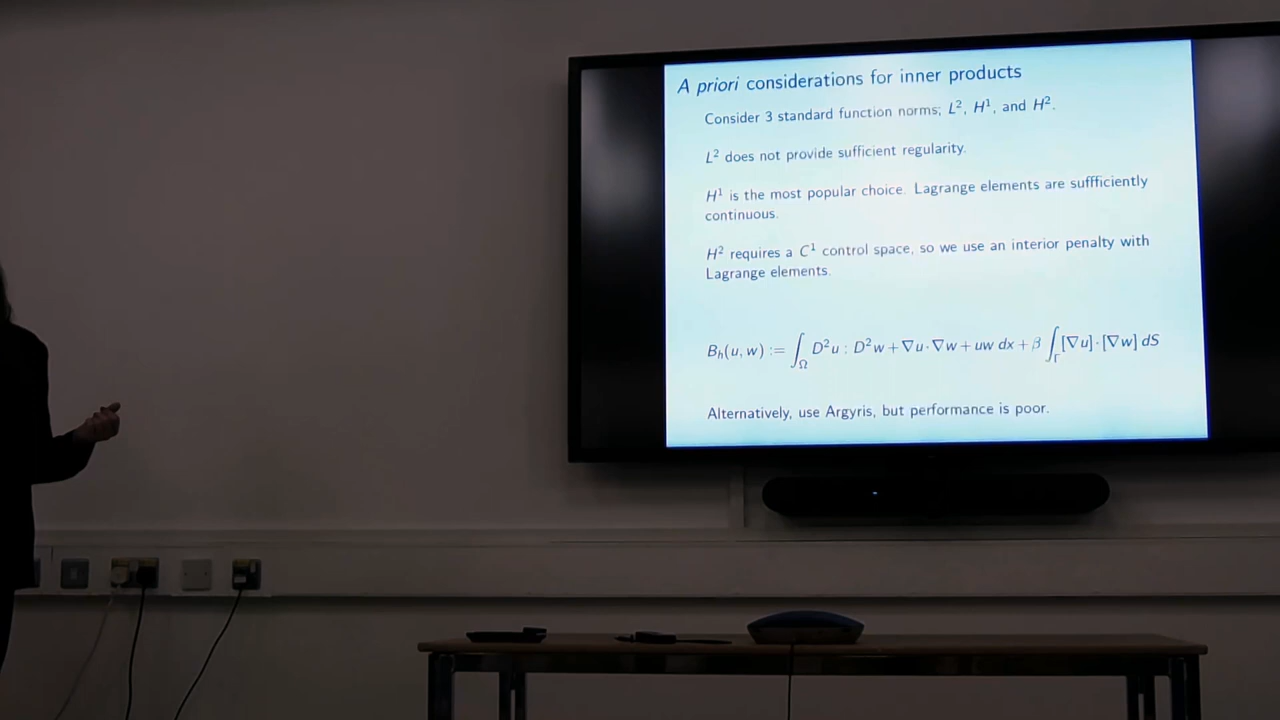 A priori considerations for inner products
Consider 3 standard function norms; L², H¹, and H².
L² does not provide sufficient regularity.
H¹ is the most popular choice. Lagrange elements are suffficiently
continuous.
H² requires a C¹ control space, so we use an interior penalty with
Lagrange elements.
Bₕ(u, w) := ∫_Ω D²u : D²w + ∇u · ∇w + uw dx + β ∫_Γ [∇u] · [∇w] dS
Alternatively, use Argyris, but performance is poor.